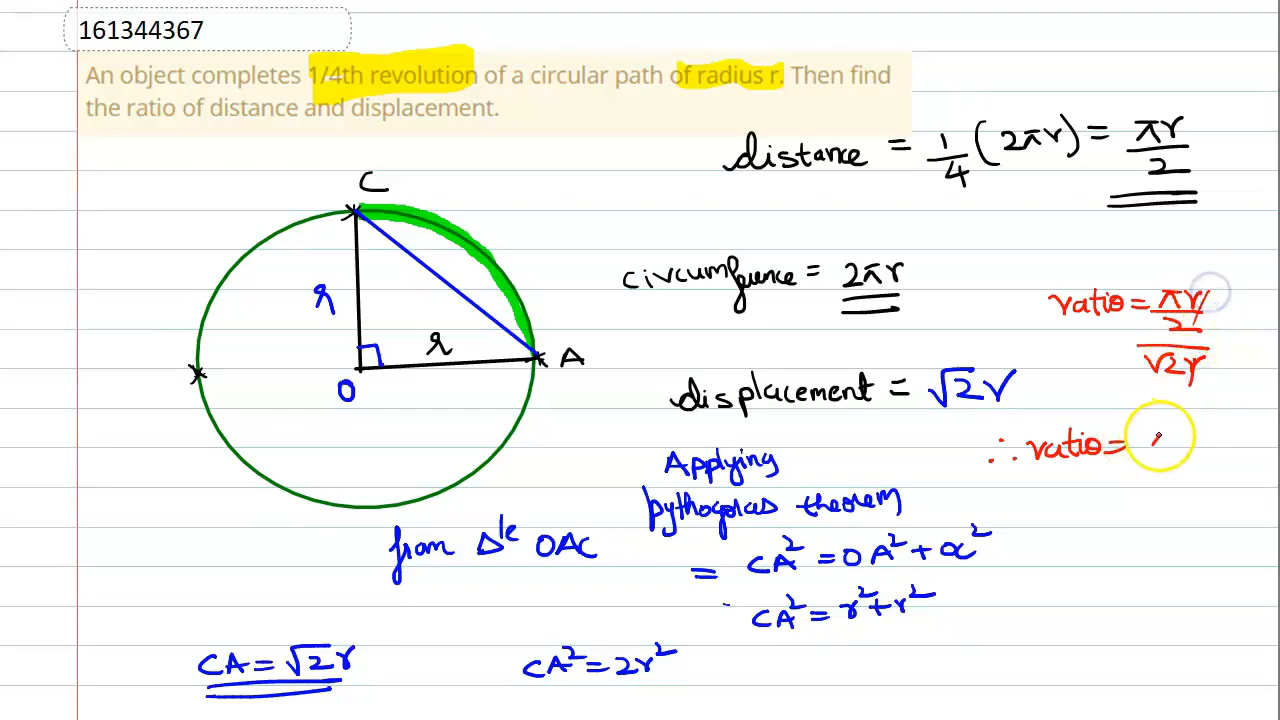 161344367
An object completes 1/4th revolution of a circular path of radius r. Then find
the ratio of distance and displacement.
distance = 1/4 (2πr) = πr/2
C
circumference = 2πr
r
ratio = πr/2 / √2r
r
A
O
displacement = √2r
∴ ratio =
Applying
pythogolas theorem
from Δle OAC
= CA² = OA² + OC²
CA² = r² + r²
CA = √2r
CA² = 2r²